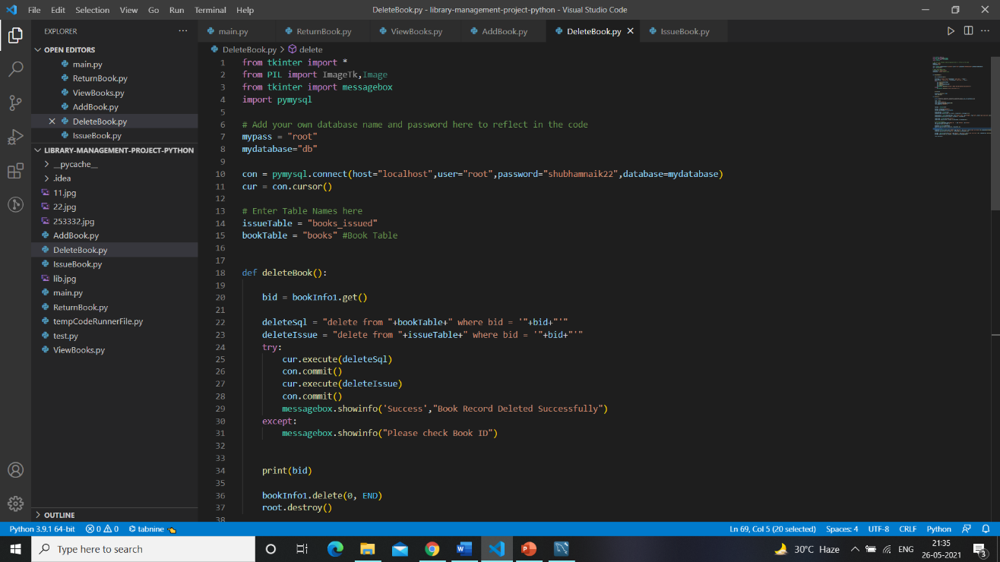 File Edit Selection View Go Run Terminal Help
DeleteBook.py - library-management-project-python - Visual Studio Code
EXPLORER
main.py ReturnBook.py ViewBooks.py AddBook.py DeleteBook.py IssueBook.py
OPEN EDITORS
main.py
ReturnBook.py
ViewBooks.py
AddBook.py
DeleteBook.py
IssueBook.py
LIBRARY-MANAGEMENT-PROJECT-PYTHON
__pycache__
.idea
11.jpg
22.jpg
253332.jpg
AddBook.py
DeleteBook.py
IssueBook.py
lib.jpg
main.py
ReturnBook.py
tempCodeRunnerFile.py
test.py
ViewBooks.py
OUTLINE
DeleteBook.py > delete
1 from tkinter import *
2 from PIL import ImageTk,Image
3 from tkinter import messagebox
4 import pymysql
5
6 # Add your own database name and password here to reflect in the code
7 mypass = "root"
8 mydatabase="db"
9
10 con = pymysql.connect(host="localhost",user="root",password="shubhamnaik22",database=mydatabase)
11 cur = con.cursor()
12
13 # Enter Table Names here
14 issueTable = "books_issued"
15 bookTable = "books" #Book Table
16
17
18 def deleteBook():
19
20 bid = bookInfo1.get()
21
22 deleteSql = "delete from "+bookTable+" where bid = '"+bid+"'"
23 deleteIssue = "delete from "+issueTable+" where bid = '"+bid+"'"
24 try:
25 cur.execute(deleteSql)
26 con.commit()
27 cur.execute(deleteIssue)
28 con.commit()
29 messagebox.showinfo('Success',"Book Record Deleted Successfully")
30 except:
31 messagebox.showinfo("Please check Book ID")
32
33
34 print(bid)
35
36 bookInfo1.delete(0, END)
37 root.destroy()
38
Python 3.9.1 64-bit 0 0 tabnine
Ln 69, Col 5 (20 selected) Spaces: 4 UTF-8 CRLF Python
Type here to search
30°C Haze ENG
21:35
26-05-2021
3